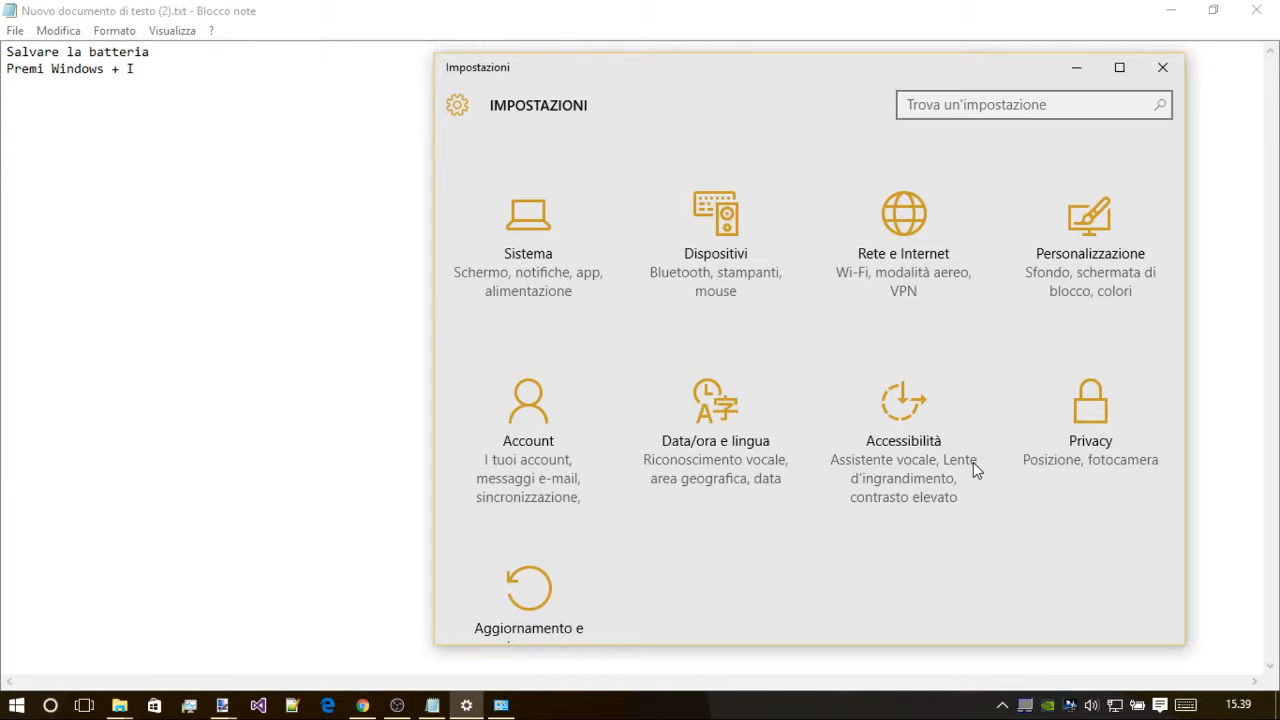 Nuovo documento di testo (2).txt - Blocco note
File Modifica Formato Visualizza ?
Salvare la batteria
Premi Windows + I
Impostazioni
IMPOSTAZIONI
Trova un'impostazione
Sistema
Schermo, notifiche, app,
alimentazione
Dispositivi
Bluetooth, stampanti,
mouse
Rete e Internet
Wi-Fi, modalità aereo,
VPN
Personalizzazione
Sfondo, schermata di
blocco, colori
Account
I tuoi account,
messaggi e-mail,
sincronizzazione,
Data/ora e lingua
Riconoscimento vocale,
area geografica, data
Accessibilità
Assistente vocale, Lente
d'ingrandimento,
contrasto elevato
Privacy
Posizione, fotocamera
Aggiornamento e
15.39